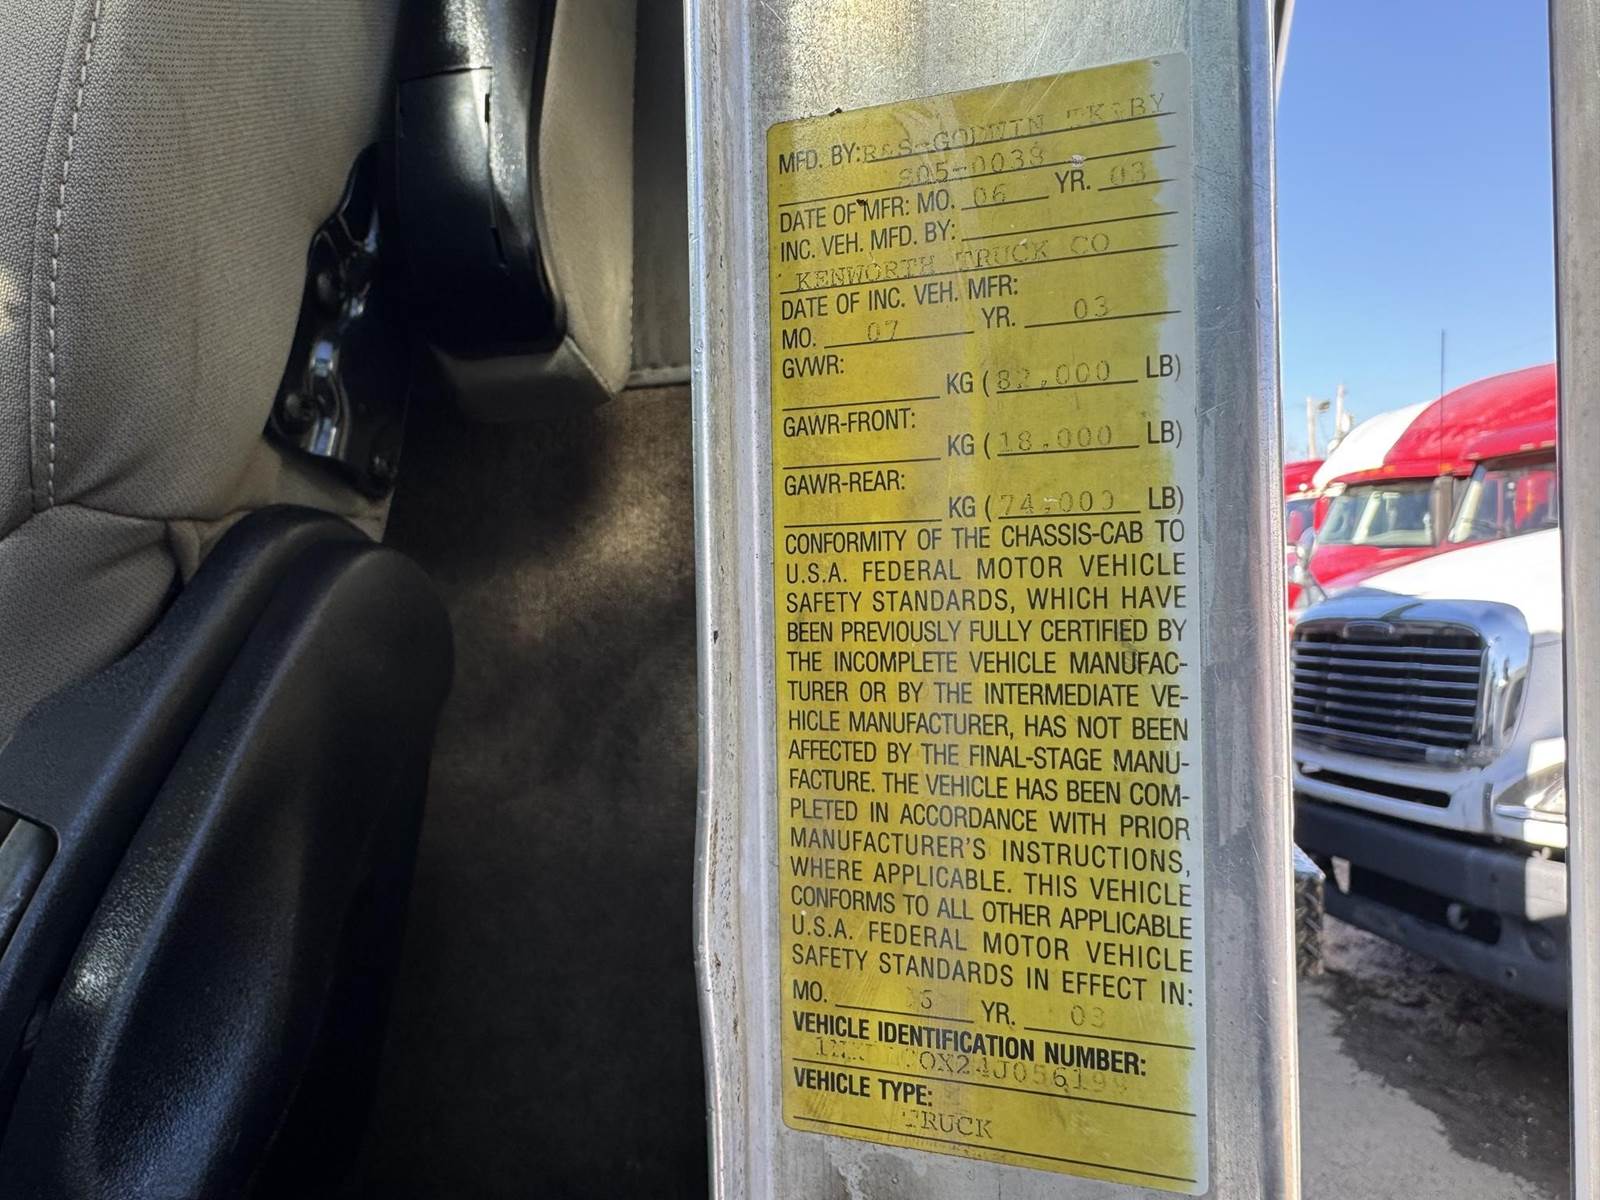 MFD. BY:
805-0038
DATE OF MFR: MO. 06 YR. 03
INC. VEH. MFD. BY:
KENWORTH TRUCK CO
DATE OF INC. VEH. MFR:
MO. 07 YR. 03
GVWR:
KG ( LB)
GAWR-FRONT:
KG (18,000 LB)
GAWR-REAR:
KG (74,000 LB)
CONFORMITY OF THE CHASSIS-CAB TO
U.S.A. FEDERAL MOTOR VEHICLE
SAFETY STANDARDS, WHICH HAVE
BEEN PREVIOUSLY FULLY CERTIFIED BY
THE INCOMPLETE VEHICLE MANUFAC-
TURER OR BY THE INTERMEDIATE VE-
HICLE MANUFACTURER, HAS NOT BEEN
AFFECTED BY THE FINAL-STAGE MANU-
FACTURE. THE VEHICLE HAS BEEN COM-
PLETED IN ACCORDANCE WITH PRIOR
MANUFACTURER'S INSTRUCTIONS,
WHERE APPLICABLE. THIS VEHICLE
CONFORMS TO ALL OTHER APPLICABLE
U.S.A. FEDERAL MOTOR VEHICLE
SAFETY STANDARDS IN EFFECT IN:
MO. YR. 03
VEHICLE IDENTIFICATION NUMBER:
VEHICLE TYPE:
TRUCK